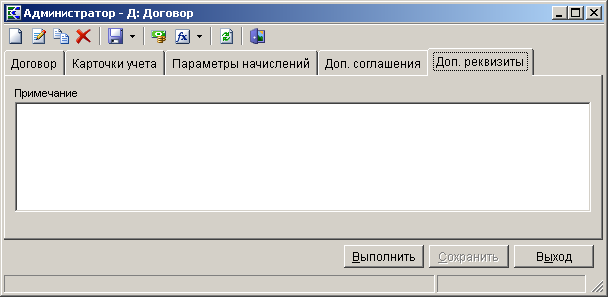 Администратор - Д: Договор
Договор Карточки учета Параметры начислений Доп. соглашения Доп. реквизиты
Примечание
Выполнить Сохранить Выход